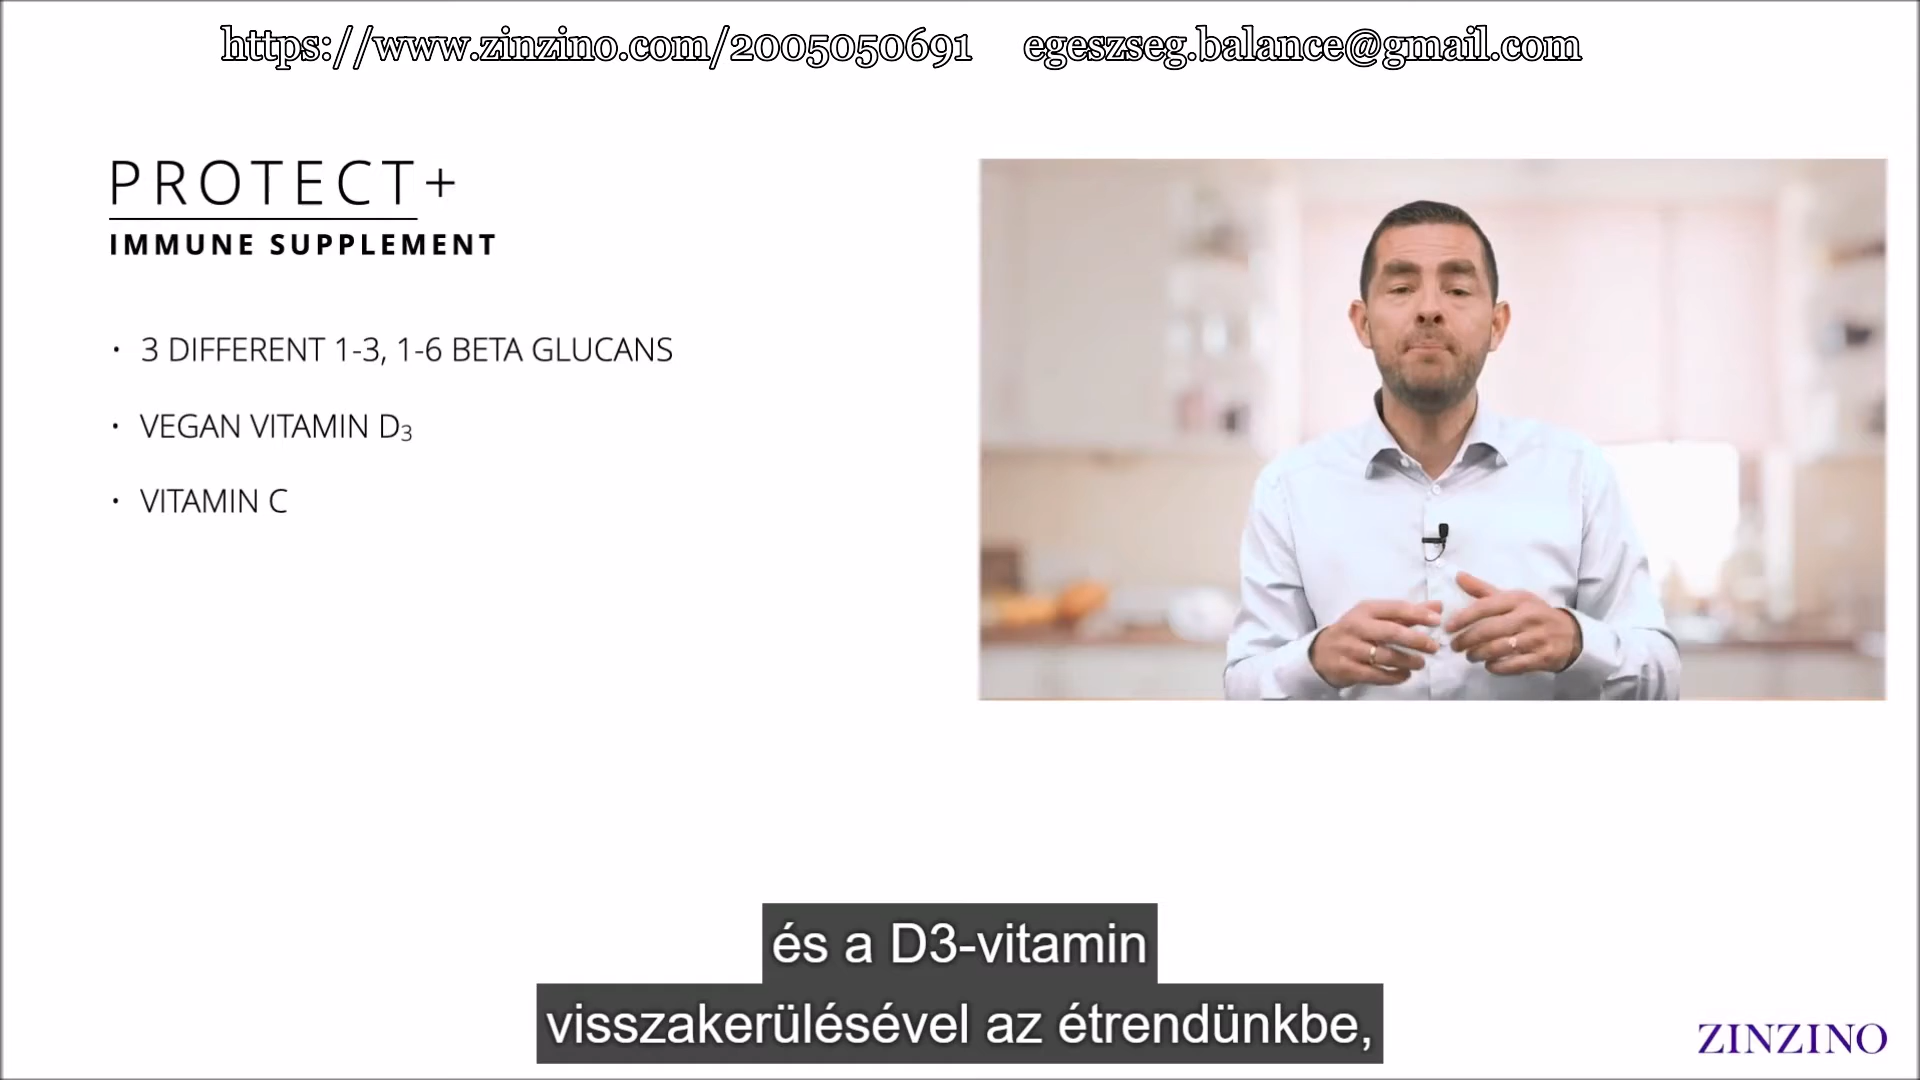 https://www.zinzino.com/2005050691 egeszseg.balance@gmail.com
PROTECT+
IMMUNE SUPPLEMENT
• 3 DIFFERENT 1-3, 1-6 BETA GLUCANS
• VEGAN VITAMIN D₃
• VITAMIN C
és a D3-vitamin
visszakerülésével az étrendünkbe,
ZINZINO